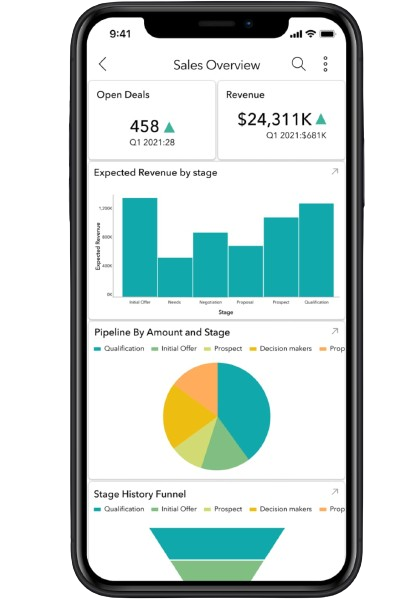 9:41
Sales Overview
Open Deals
458
Q1 2021:28
Revenue
$24,311K
Q1 2021:$681K
Expected Revenue by stage
Expected Revenue
1,200K
800K
400K
0K
Initial Offer Needs Negotiation Proposal Prospect Qualification
Stage
Pipeline By Amount and Stage
Qualification Initial Offer Prospect Decision makers Prop
Stage History Funnel
Qualification Initial Offer Prospect Decision makers Prop